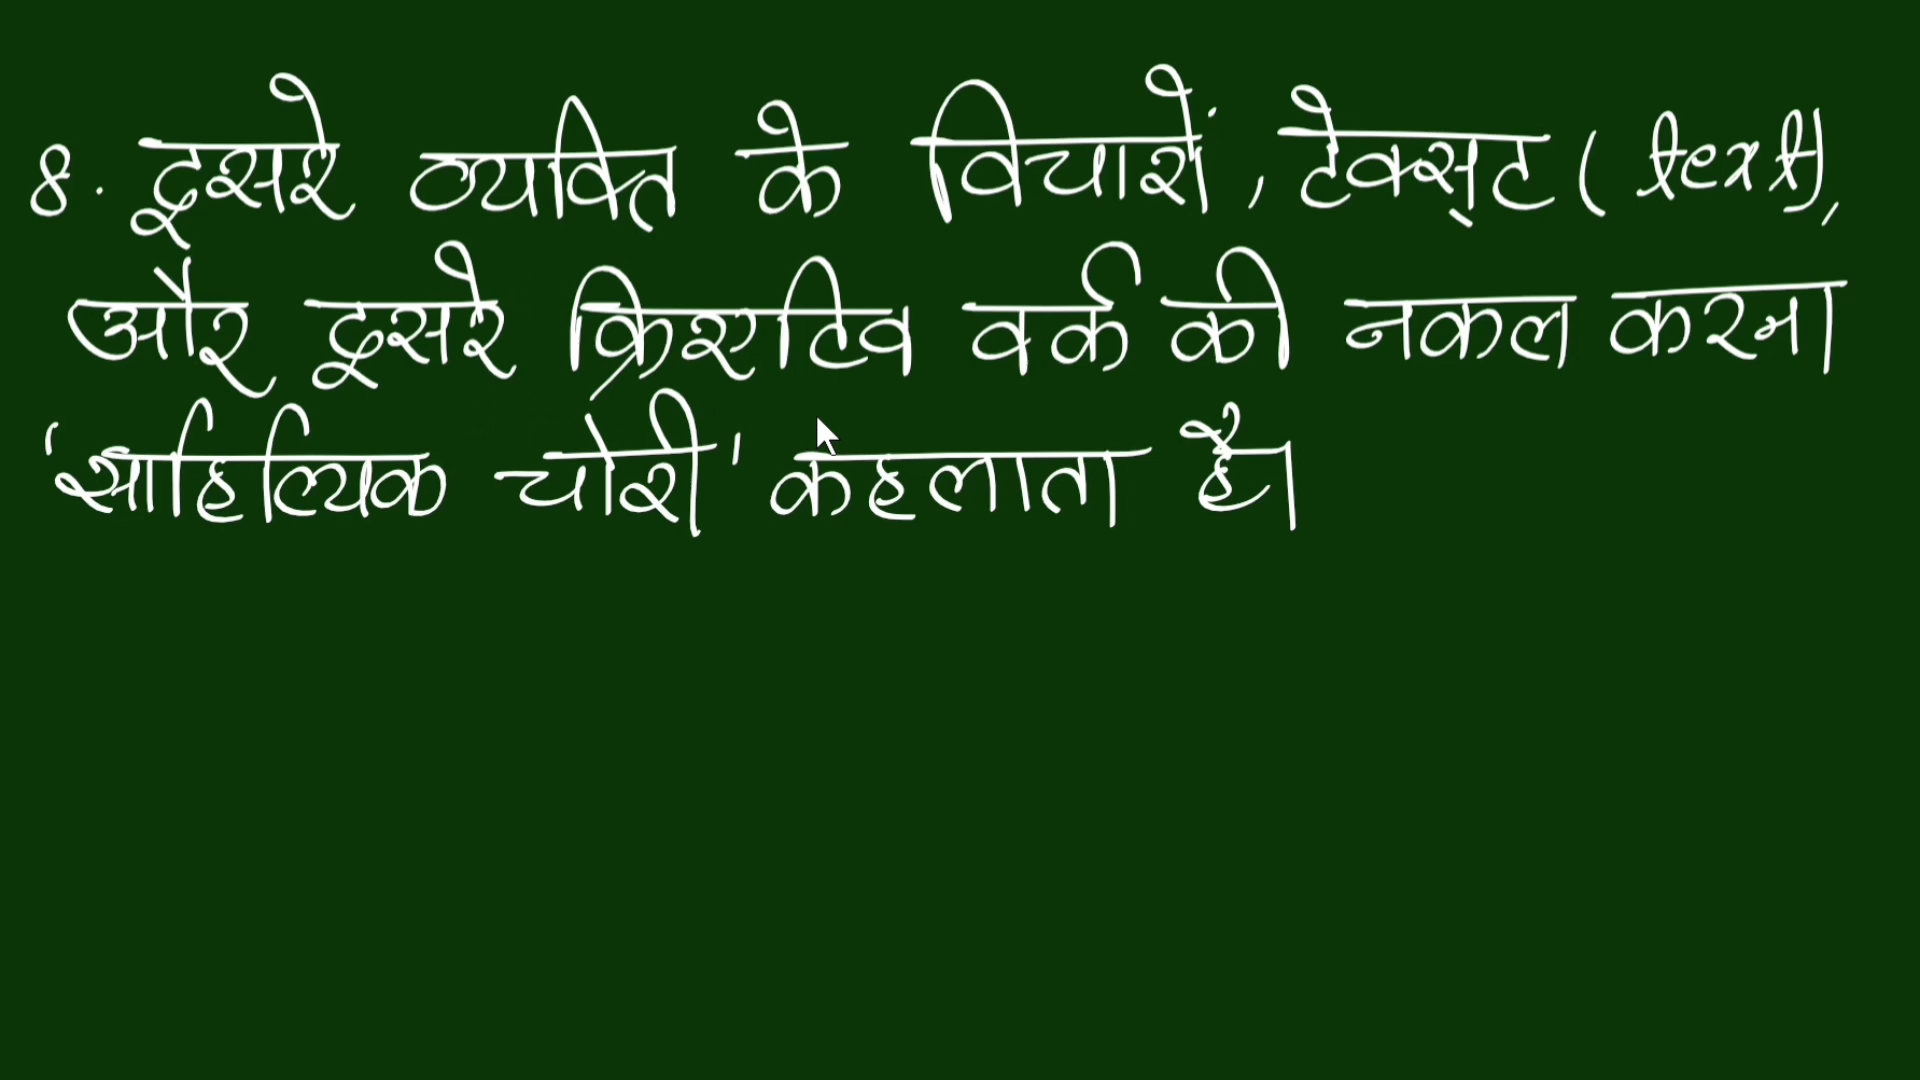 8. दूसरे व्यक्ति के विचारों, टेक्स्ट (text),
और दूसरे क्रिएटिव वर्क की नकल करना
'साहित्यिक चोरी' कहलाता है।